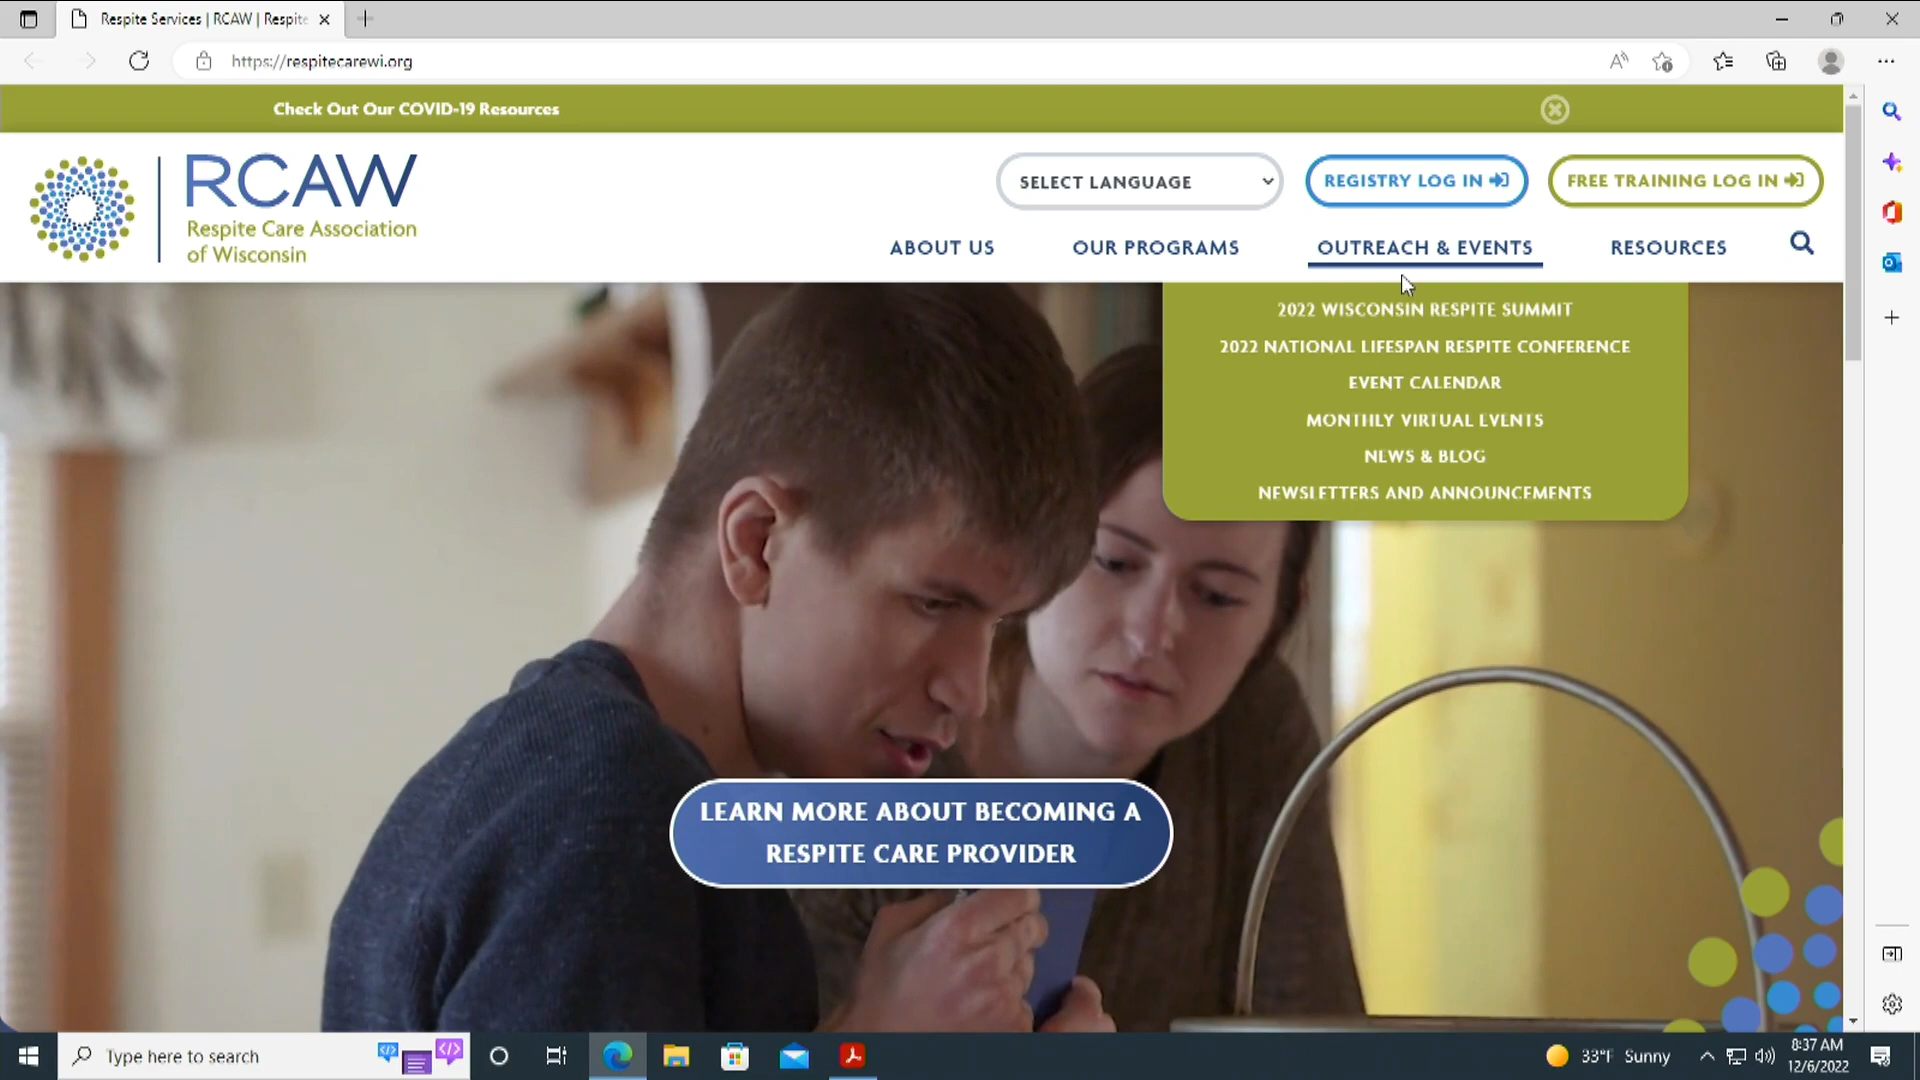 Respite Services | RCAW | Respite
https://respitecarewi.org
Check Out Our COVID-19 Resources
RCAW
Respite Care Association
of Wisconsin
SELECT LANGUAGE
REGISTRY LOG IN
FREE TRAINING LOG IN
ABOUT US
OUR PROGRAMS
OUTREACH & EVENTS
RESOURCES
2022 WISCONSIN RESPITE SUMMIT
2022 NATIONAL LIFESPAN RESPITE CONFERENCE
EVENT CALENDAR
MONTHLY VIRTUAL EVENTS
NEWS & BLOG
NEWSLETTERS AND ANNOUNCEMENTS
LEARN MORE ABOUT BECOMING A
RESPITE CARE PROVIDER
Type here to search
33°F Sunny
8:37 AM
12/6/2022